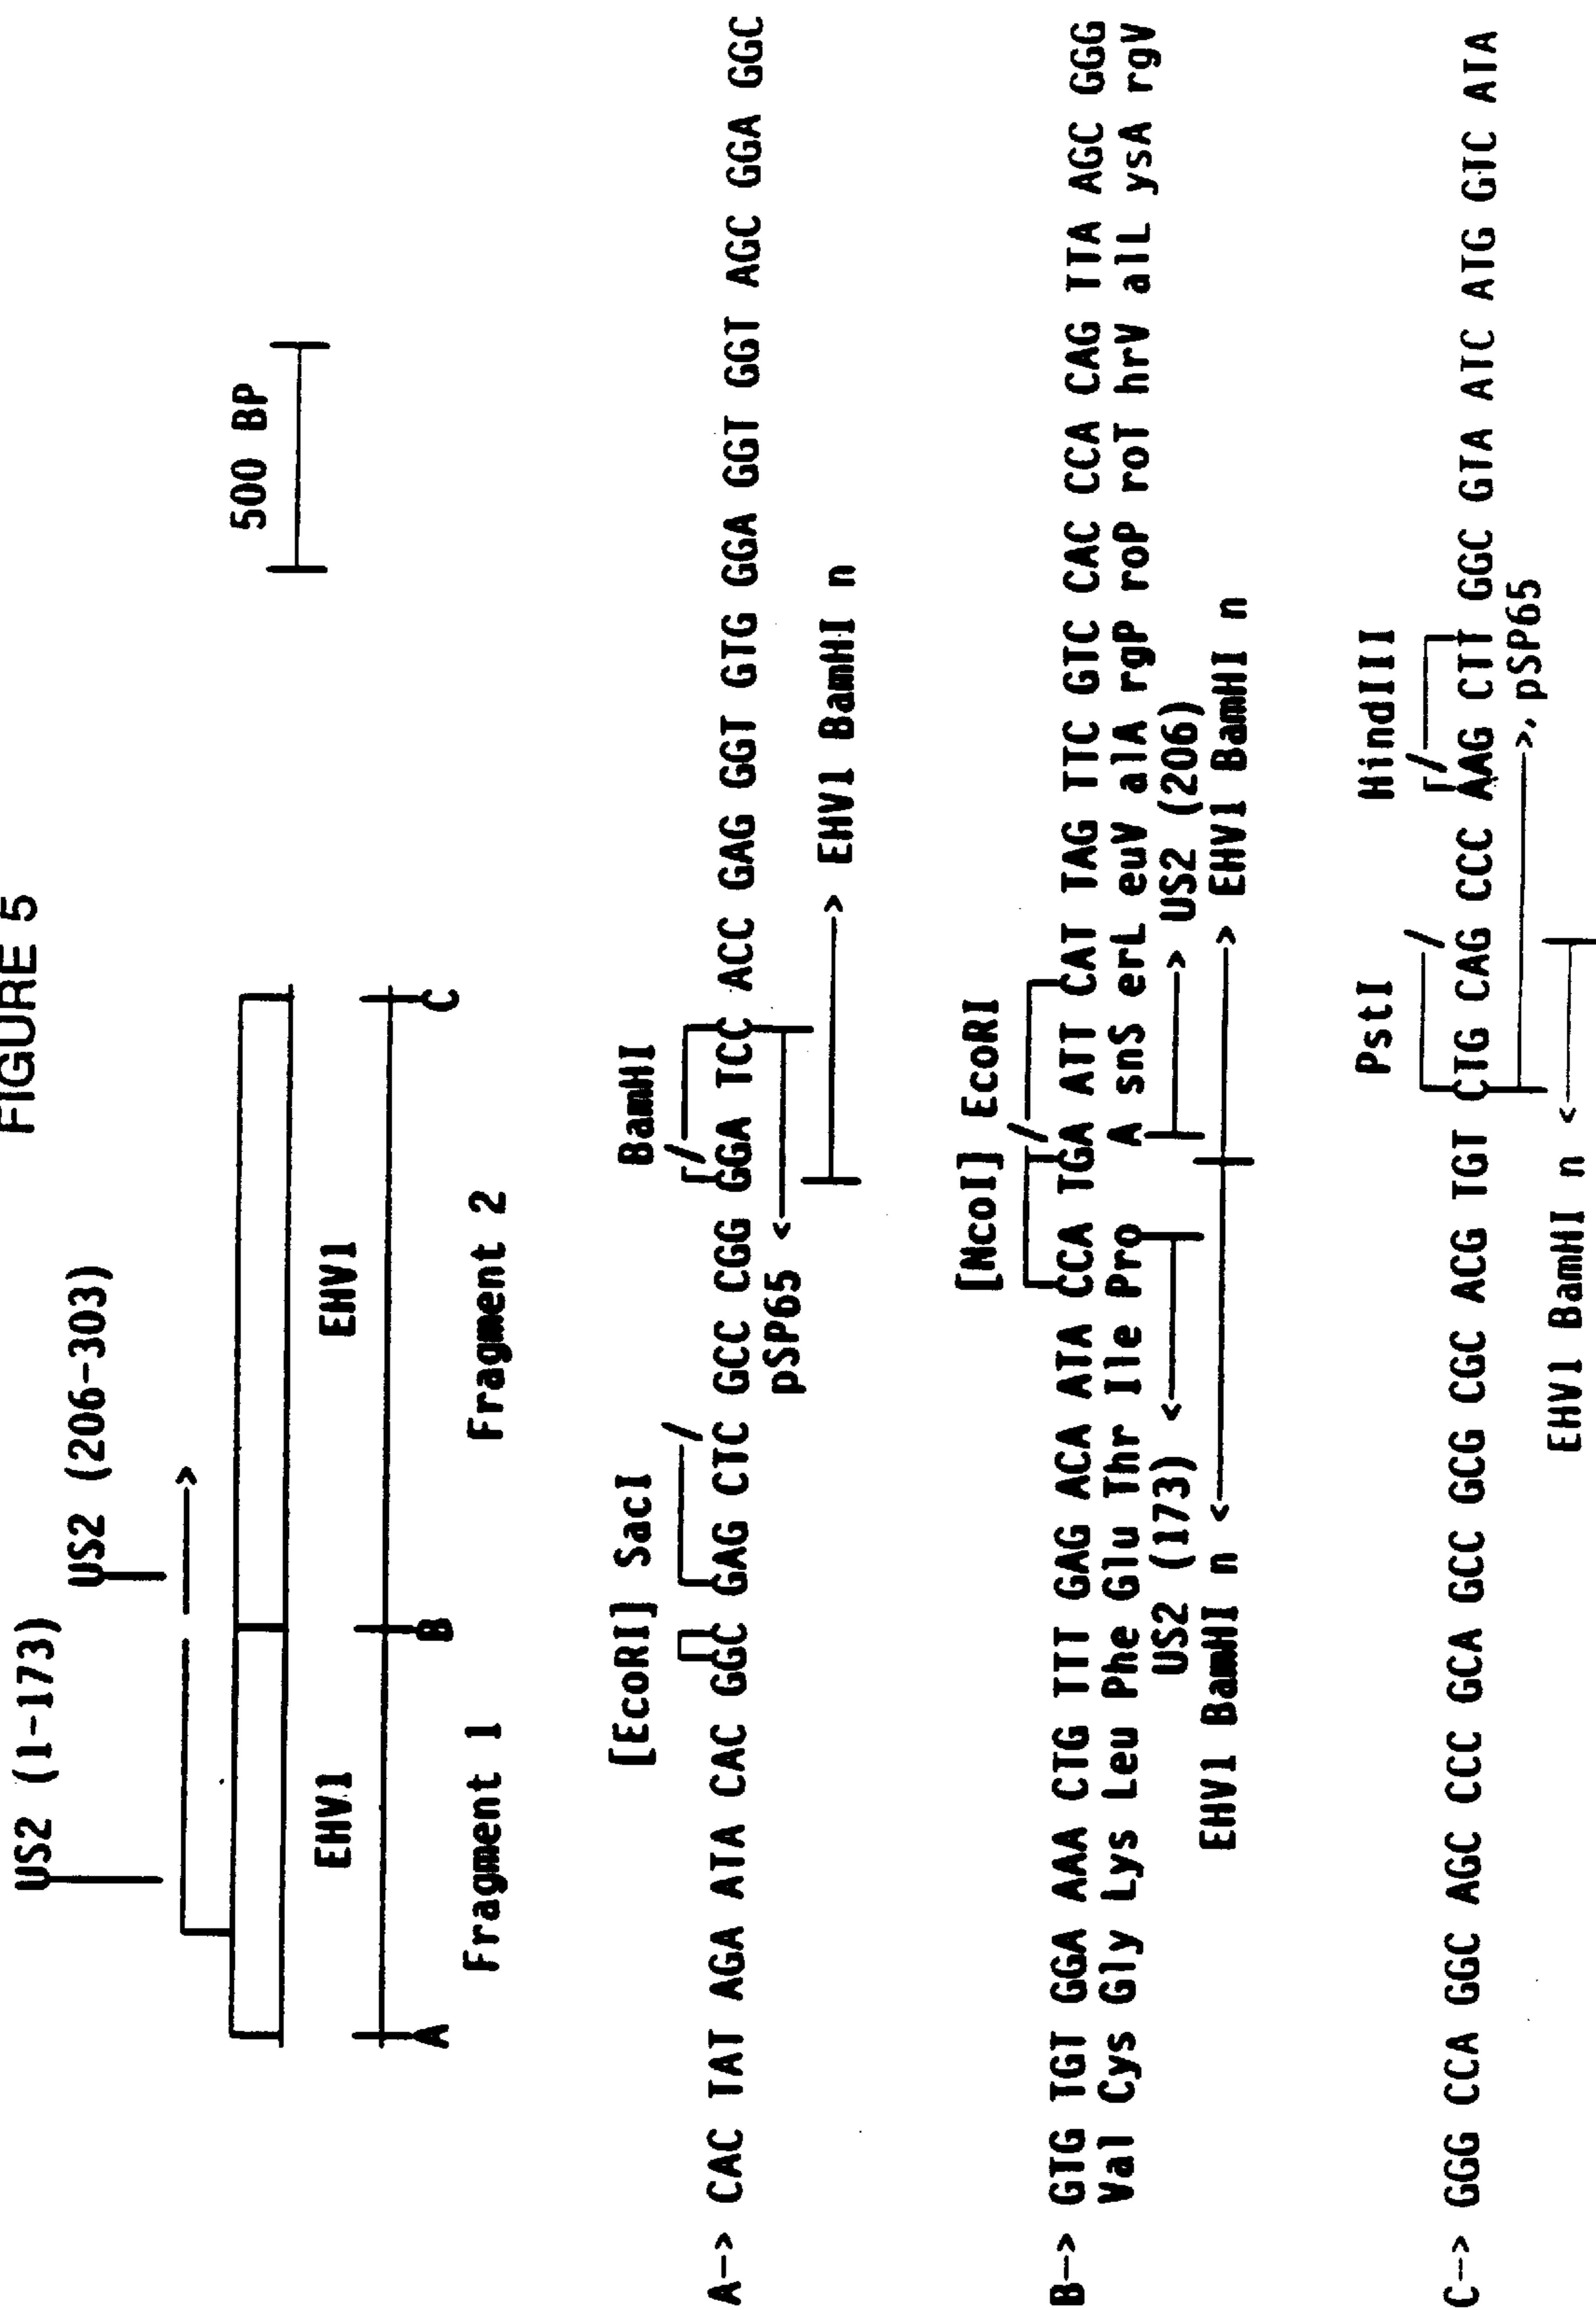 FIGURE 5
US2 (1-173)
US2 (206-303)
500 BP
EHV1
EHV1
A
B
C
Fragment 1
Fragment 2
[EcoRI] SacI
BamHI
A--> CAC TAT AGA ATA CAC GGC GAG CTC GCC CGG GGA TCC ACC GAG GGT GTG GGA GGT GGT AGC GGA GGC
pSP65 <
> EHV1 BamHI n
[NcoI] EcoRI
B--> GTG TGT GGA AAA CTG TTT GAG ACA ATA CCA TGA ATT CAT TAG TTC GTC CAC CCA CAG TTA AGC GGG
Val Cys Gly Lys Leu Phe Glu Thr Ile Pro A snS erL euV alA rgP roP roT hrV alL ysA rgV
US2 (173) <
> US2 (206)
EHV1 BamHI n <
> EHV1 BamHI n
PstI
HindIII
C--> GGG CCA GGC AGC CCC GCA GCC GCG CGC ACG TGT CTG CAG CCC AAG CTT GGC GTA ATC ATG GTC ATA
>, pSP65
EHV1 BamHI n <